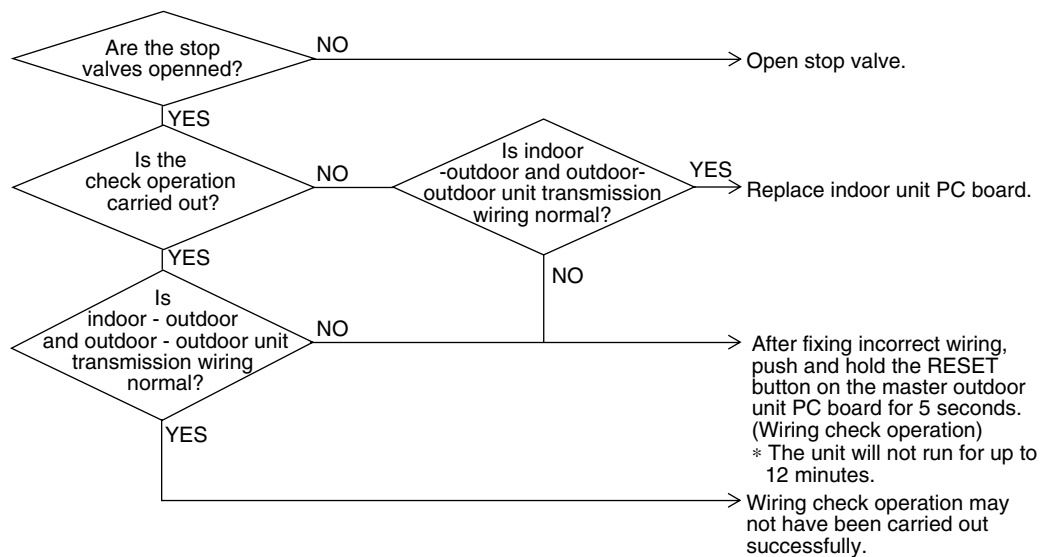 Are the stop
valves openned?
NO
Open stop valve.
YES
Is the
check operation
carried out?
NO
Is indoor
-outdoor and outdoor-
outdoor unit transmission
wiring normal?
YES
Replace indoor unit PC board.
YES
NO
Is
indoor - outdoor
and outdoor - outdoor unit
transmission wiring
normal?
NO
After fixing incorrect wiring,
push and hold the RESET
button on the master outdoor
unit PC board for 5 seconds.
(Wiring check operation)
* The unit will not run for up to
12 minutes.
YES
Wiring check operation may
not have been carried out
successfully.